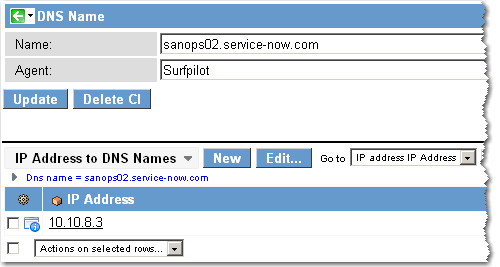 DNS Name
Name: sanops02.service-now.com
Agent: Surfpilot
Update Delete CI
IP Address to DNS Names New Edit... Go to IP address IP Address
Dns name = sanops02.service-now.com
IP Address
10.10.8.3
Actions on selected rows...